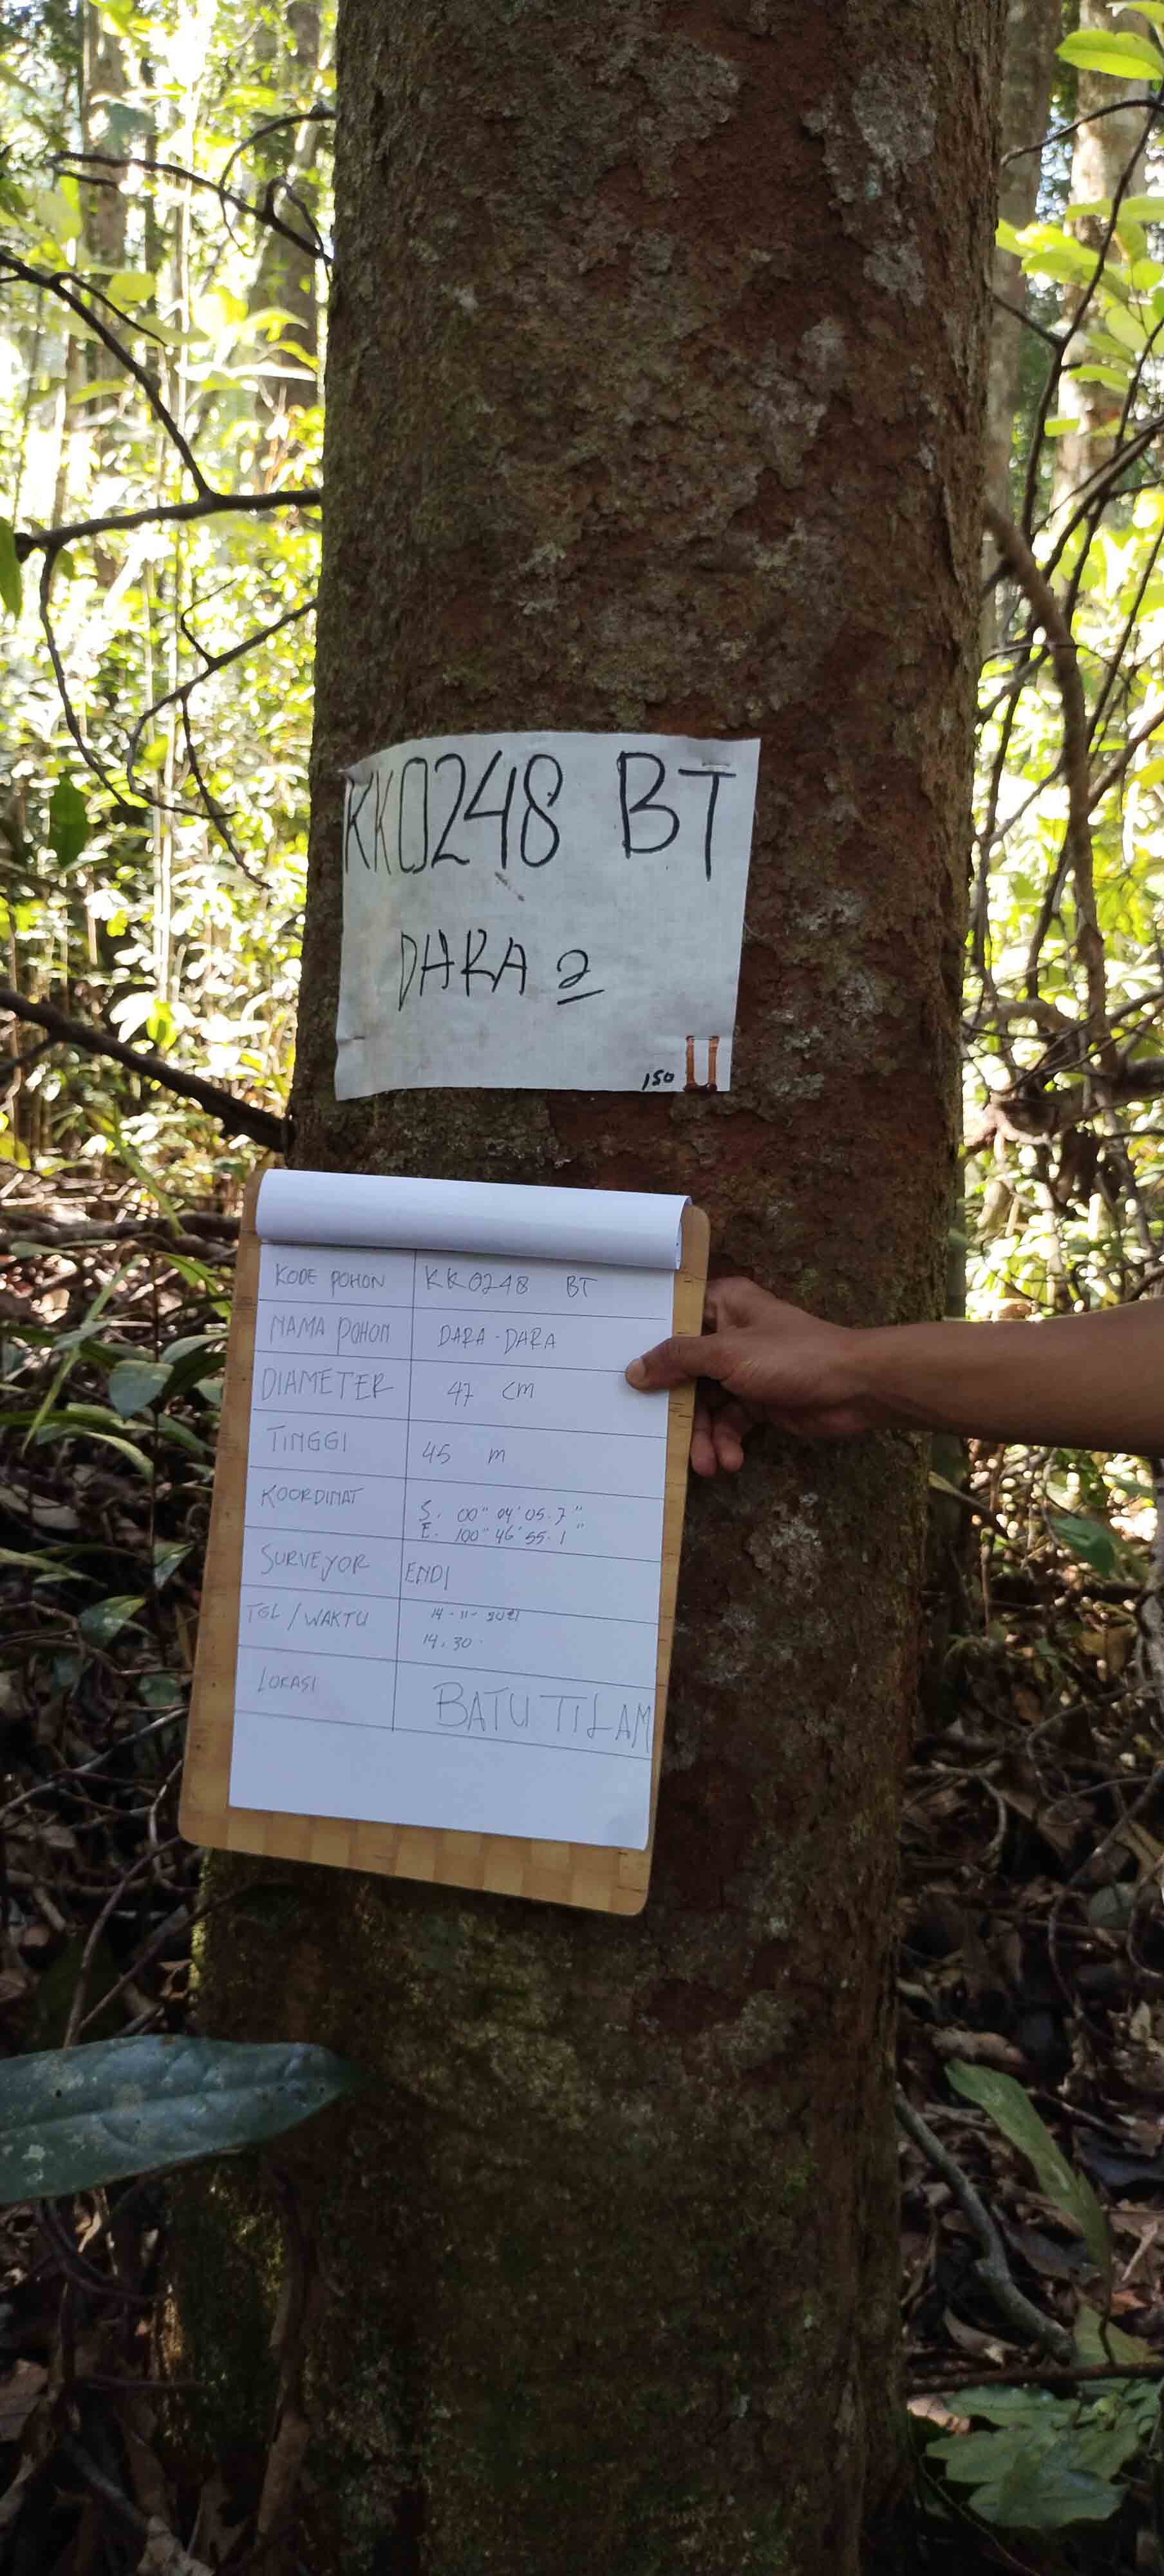 KK0248 BT
DARA 2
150
KODE POHON KK0248 BT
NAMA POHON DARA-DARA
DIAMETER 47 CM
TINGGI 45 m
KOORDINAT S. 00" 04' 05.7"
E. 100" 46' 55.1"
SURVEYOR ENDI
TGL/WAKTU 14-11-2021
14.30
LOKASI BATU TILAM